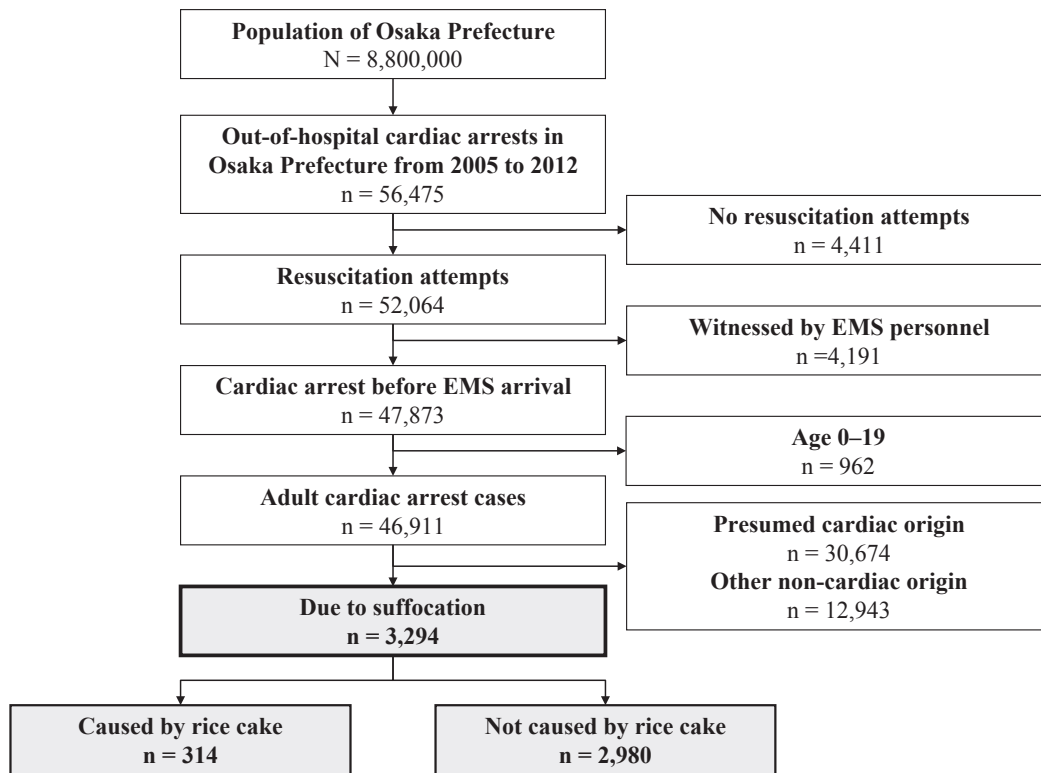 Population of Osaka Prefecture
N = 8,800,000
Out-of-hospital cardiac arrests in
Osaka Prefecture from 2005 to 2012
n = 56,475
No resuscitation attempts
n = 4,411
Resuscitation attempts
n = 52,064
Witnessed by EMS personnel
n =4,191
Cardiac arrest before EMS arrival
n = 47,873
Age 0–19
n = 962
Adult cardiac arrest cases
n = 46,911
Presumed cardiac origin
n = 30,674
Other non-cardiac origin
n = 12,943
Due to suffocation
n = 3,294
Caused by rice cake
n = 314
Not caused by rice cake
n = 2,980